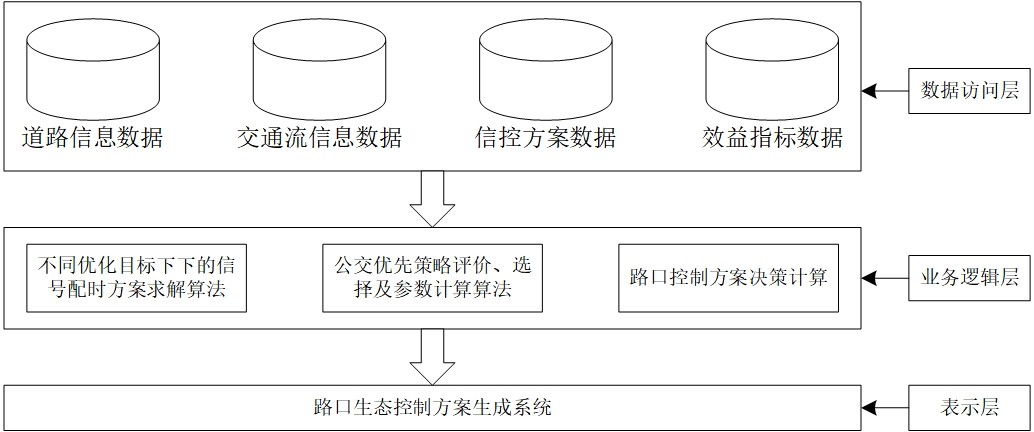 道路信息数据
交通流信息数据
信控方案数据
效益指标数据
数据访问层
不同优化目标下下的信
号配时方案求解算法
公交优先策略评价、选
择及参数计算算法
路口控制方案决策计算
业务逻辑层
路口生态控制方案生成系统
表示层